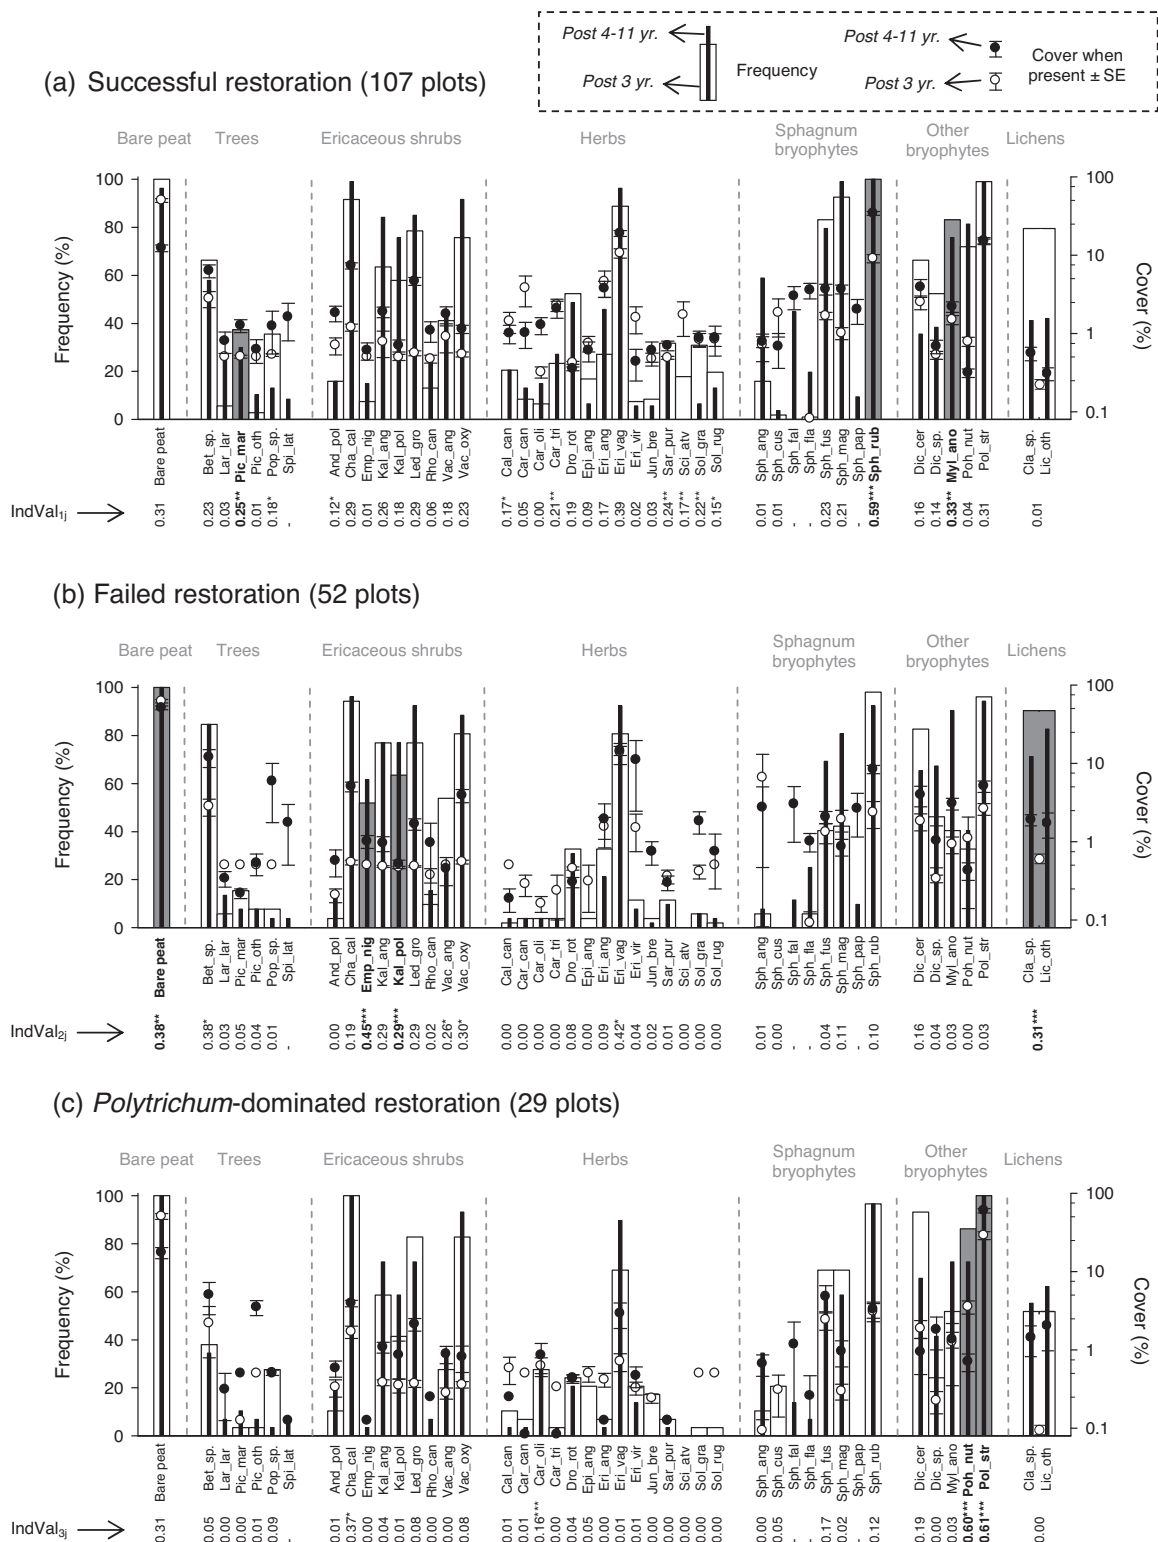 Post 4-11 yr.
Post 3 yr.
Frequency
Post 4-11 yr.
Post 3 yr.
Cover when
present ± SE
(a) Successful restoration (107 plots)
Bare peat Trees Ericaceous shrubs Herbs Sphagnum bryophytes Other bryophytes Lichens
Frequency (%)
100
80
60
40
20
0
Cover (%)
100
10
1
0.1
Bare peat Bet_sp. Lar_lar Pic_mar Pic_oth Pop_sp. Spi_lat And_pol Cha_cal Emp_nig Kal_ang Kal_pol Led_gro Rho_can Vac_ang Vac_oxy Cal_can Car_can Car_oli Car_tri Dro_rot Epi_ang Eri_ang Eri_vag Eri_vir Jun_bre Sar_pur Sci_atv Sol_gra Sol_rug Sph_ang Sph_cus Sph_fal Sph_fla Sph_fus Sph_mag Sph_pap Sph_rub Dic_cer Dic_sp. Myl_ano Poh_nut Pol_str Cla_sp. Lic_oth
IndVal1j
0.31 0.23 0.03 0.25** 0.01 0.18* - 0.12* 0.29 0.01 0.26 0.18 0.29 0.06 0.18 0.23 0.17* 0.05 0.00 0.21** 0.19 0.09 0.17 0.39 0.02 0.03 0.24** 0.17** 0.22** 0.15* 0.01 0.01 - - 0.23 0.21 - 0.59*** 0.16 0.14 0.33** 0.04 0.31 0.01
(b) Failed restoration (52 plots)
Bare peat Trees Ericaceous shrubs Herbs Sphagnum bryophytes Other bryophytes Lichens
Frequency (%)
100
80
60
40
20
0
Cover (%)
100
10
1
0.1
Bare peat Bet_sp. Lar_lar Pic_mar Pic_oth Pop_sp. Spi_lat And_pol Cha_cal Emp_nig Kal_ang Kal_pol Led_gro Rho_can Vac_ang Vac_oxy Cal_can Car_can Car_oli Car_tri Dro_rot Epi_ang Eri_ang Eri_vag Eri_vir Jun_bre Sar_pur Sci_atv Sol_gra Sol_rug Sph_ang Sph_cus Sph_fal Sph_fla Sph_fus Sph_mag Sph_pap Sph_rub Dic_cer Dic_sp. Myl_ano Poh_nut Pol_str Cla_sp. Lic_oth
IndVal2j
0.38** 0.38* 0.03 0.05 0.04 0.01 - 0.00 0.19 0.45*** 0.29 0.29*** 0.29 0.02 0.26* 0.30* 0.00 0.00 0.00 0.00 0.08 0.00 0.09 0.42* 0.04 0.02 0.01 0.00 0.00 0.00 0.01 0.00 - - 0.04 0.11 - 0.10 0.16 0.04 0.03 0.00 0.03 0.31***
(c) Polytrichum-dominated restoration (29 plots)
Bare peat Trees Ericaceous shrubs Herbs Sphagnum bryophytes Other bryophytes Lichens
Frequency (%)
100
80
60
40
20
0
Cover (%)
100
10
1
0.1
Bare peat Bet_sp. Lar_lar Pic_mar Pic_oth Pop_sp. Spi_lat And_pol Cha_cal Emp_nig Kal_ang Kal_pol Led_gro Rho_can Vac_ang Vac_oxy Cal_can Car_can Car_oli Car_tri Dro_rot Epi_ang Eri_ang Eri_vag Eri_vir Jun_bre Sar_pur Sci_atv Sol_gra Sol_rug Sph_ang Sph_cus Sph_fal Sph_fla Sph_fus Sph_mag Sph_pap Sph_rub Dic_cer Dic_sp. Myl_ano Poh_nut Pol_str Cla_sp. Lic_oth
IndVal3j
0.31 0.05 0.00 0.00 0.01 0.09 - 0.01 0.37* 0.00 0.04 0.01 0.08 0.00 0.00 0.08 0.01 0.01 0.16*** 0.00 0.04 0.05 0.00 0.01 0.01 0.00 0.00 0.00 0.00 0.00 0.00 0.05 - - 0.17 0.02 - 0.12 0.19 0.00 0.03 0.60*** 0.61*** 0.00